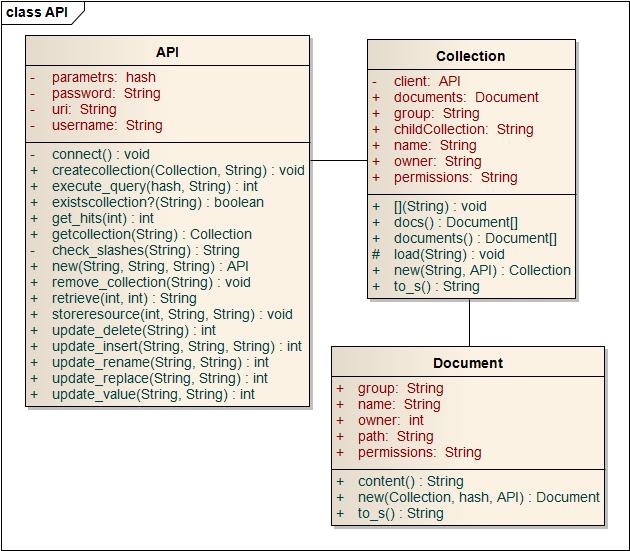 class API
API
- parametrs: hash
- password: String
- uri: String
- username: String
- connect() : void
+ createcollection(Collection, String) : void
+ execute_query(hash, String) : int
+ existscollection?(String) : boolean
+ get_hits(int) : int
+ getcollection(String) : Collection
- check_slashes(String) : String
+ new(String, String, String) : API
+ remove_collection(String) : void
+ retrieve(int, int) : String
+ storeresource(int, String, String) : void
+ update_delete(String) : int
+ update_insert(String, String, String) : int
+ update_rename(String, String) : int
+ update_replace(String, String) : int
+ update_value(String, String) : int
Collection
- client: API
+ documents: Document
+ group: String
+ childCollection: String
+ name: String
+ owner: String
+ permissions: String
+ [](String) : void
+ docs() : Document[]
+ documents() : Document[]
# load(String) : void
+ new(String, API) : Collection
+ to_s() : String
Document
+ group: String
+ name: String
+ owner: int
+ path: String
+ permissions: String
+ content() : String
+ new(Collection, hash, API) : Document
+ to_s() : String